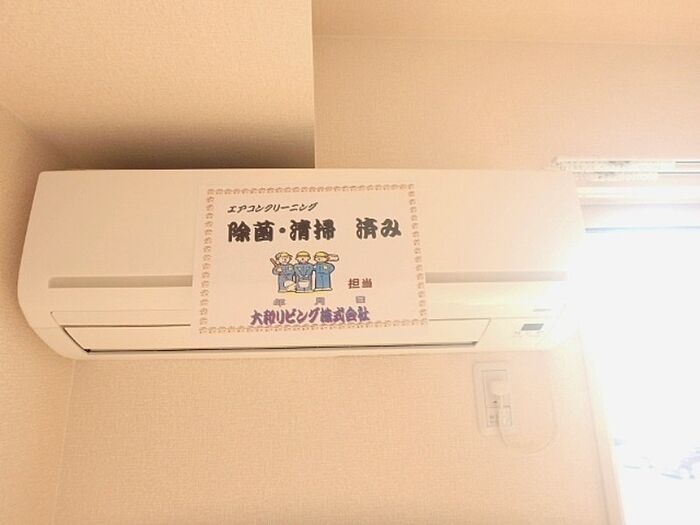 エアコンクリーニング
除菌・清掃 済み
担当
年 月 日
大和リビング株式会社